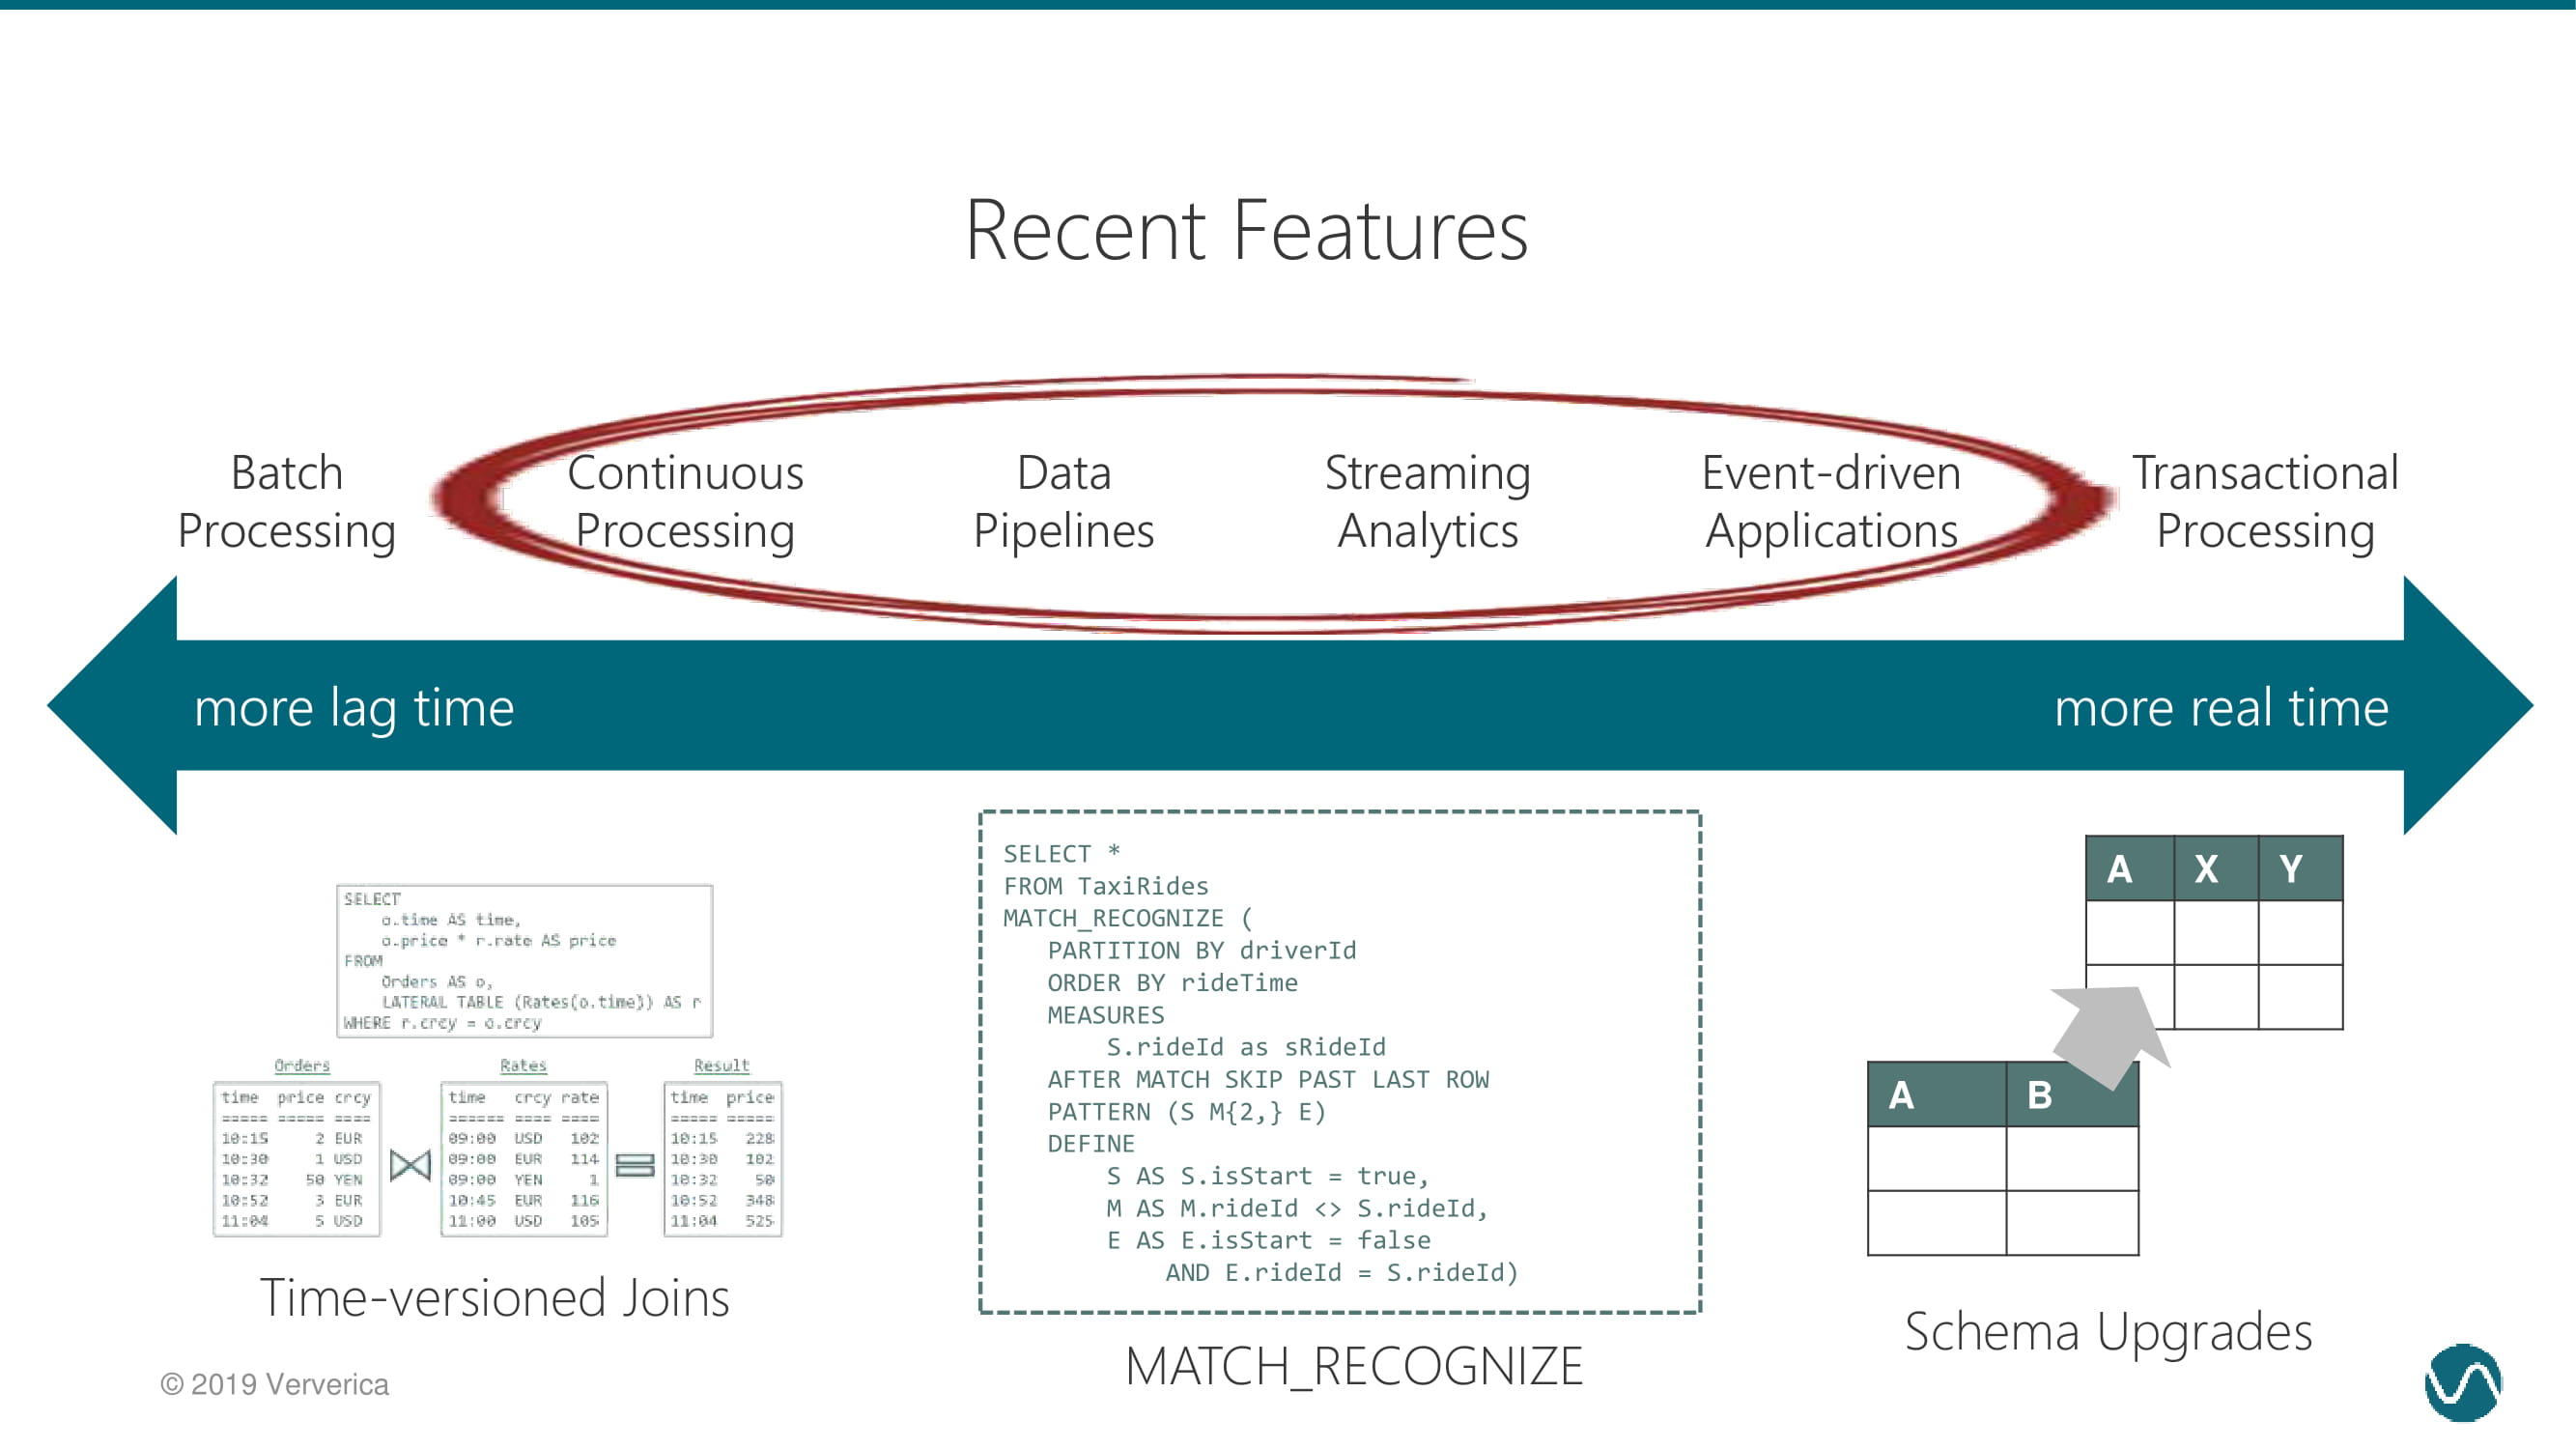 Recent Features
Batch
Processing
Continuous
Processing
Data
Pipelines
Streaming
Analytics
Event-driven
Applications
Transactional
Processing
more lag time
more real time
SELECT
o.time AS time,
o.price * r.rate AS price
FROM
Orders AS o,
LATERAL TABLE (Rates(o.time)) AS r
WHERE r.crcy = o.crcy
Orders
time price crcy
===== ===== ====
10:15 2 EUR
10:30 1 USD
10:32 50 YEN
10:52 3 EUR
11:04 5 USD
Rates
time crcy rate
====== ==== ====
09:00 USD 102
09:00 EUR 114
09:00 YEN 1
10:45 EUR 116
11:00 USD 105
Result
time price
===== =====
10:15 228
10:30 102
10:32 50
10:52 348
11:04 525
Time-versioned Joins
SELECT *
FROM TaxiRides
MATCH_RECOGNIZE (
PARTITION BY driverId
ORDER BY rideTime
MEASURES
S.rideId as sRideId
AFTER MATCH SKIP PAST LAST ROW
PATTERN (S M{2,} E)
DEFINE
S AS S.isStart = true,
M AS M.rideId <> S.rideId,
E AS E.isStart = false
AND E.rideId = S.rideId)
MATCH_RECOGNIZE
A X Y
A B
Schema Upgrades
© 2019 Ververica